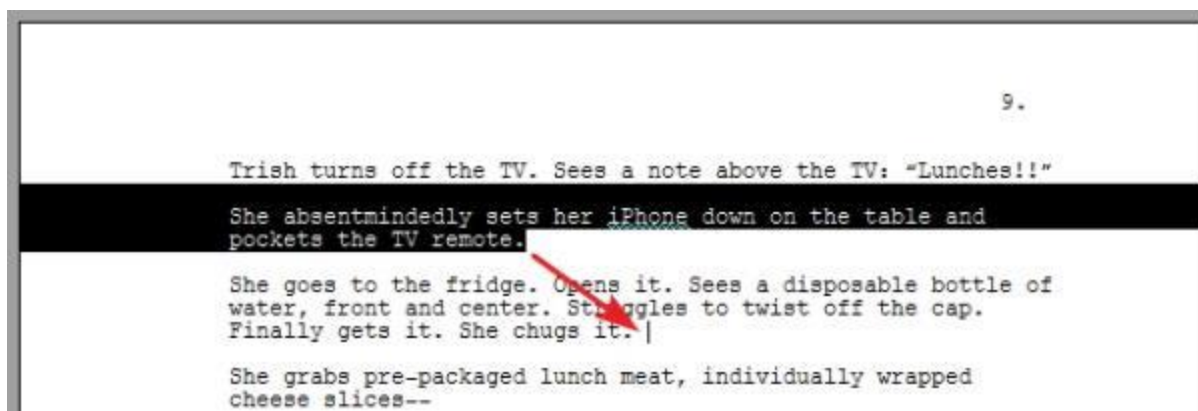 9.
Trish turns off the TV. Sees a note above the TV: “Lunches!!”
She absentmindedly sets her iPhone down on the table and
pockets the TV remote.
She goes to the fridge. Opens it. Sees a disposable bottle of
water, front and center. Struggles to twist off the cap.
Finally gets it. She chugs it.
She grabs pre-packaged lunch meat, individually wrapped
cheese slices--